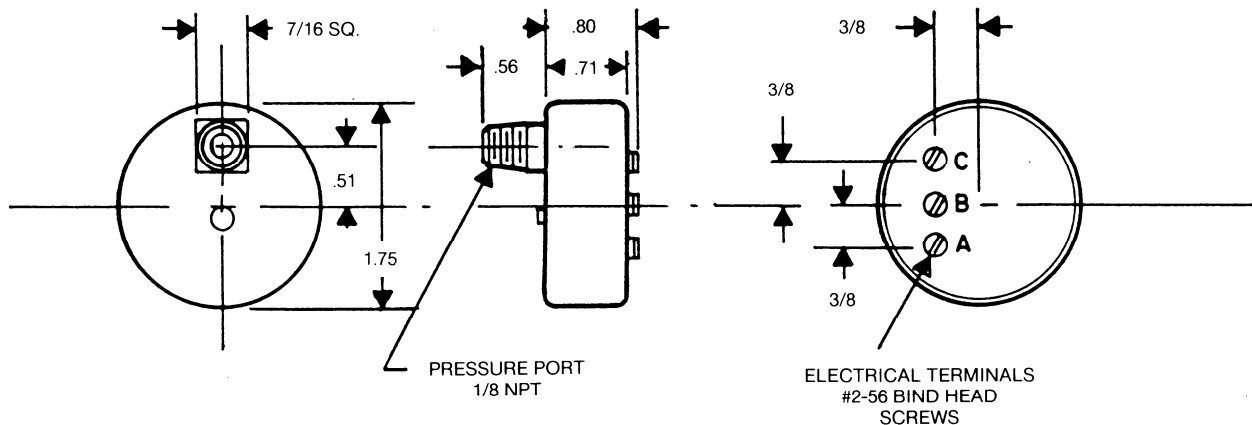 7/16 SQ.
.51
1.75
.80
.56
.71
PRESSURE PORT
1/8 NPT
3/8
3/8
C
B
A
3/8
ELECTRICAL TERMINALS
#2-56 BIND HEAD
SCREWS